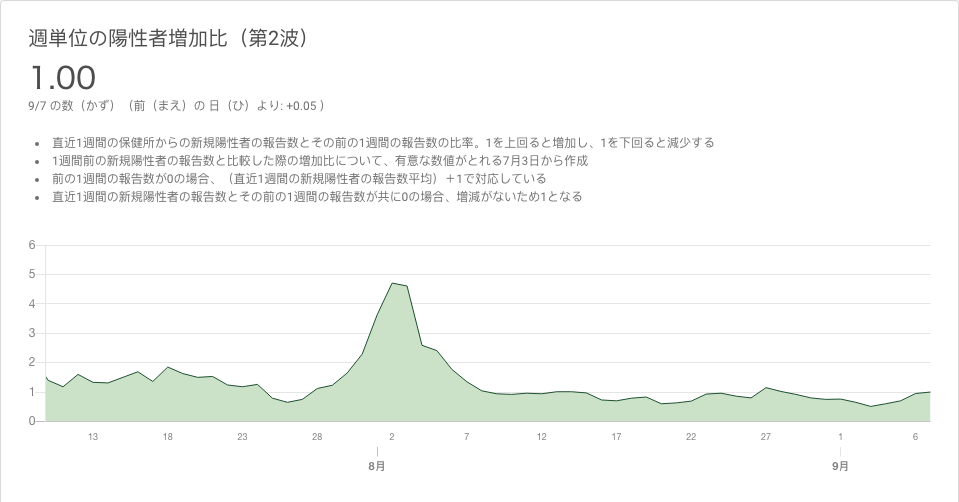 週単位の陽性者増加比（第2波）
1.00
9/7 の数（かず）（前（まえ）の 日（ひ）より: +0.05 ）
• 直近1週間の保健所からの新規陽性者の報告数とその前の1週間の報告数の比率。1を上回ると増加し、1を下回ると減少する
• 1週間前の新規陽性者の報告数と比較した際の増加比について、有意な数値がとれる7月3日から作成
• 前の1週間の報告数が0の場合、（直近1週間の新規陽性者の報告数平均）＋1で対応している
• 直近1週間の新規陽性者の報告数とその前の1週間の報告数が共に0の場合、増減がないため1となる
6
5
4
3
2
1
0
13 18 23 28 2 7 12 17 22 27 1 6
8月 9月